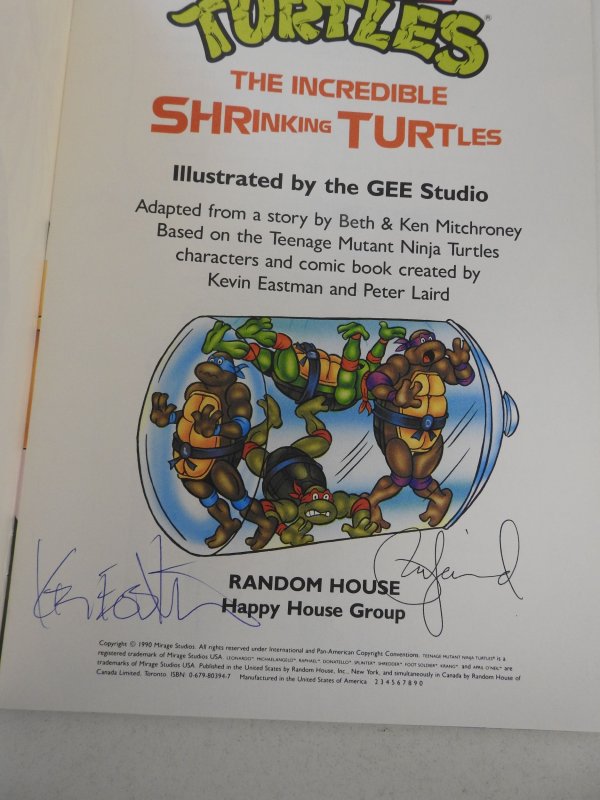 TURTLES®
THE INCREDIBLE
SHRINKING TURTLES
Illustrated by the GEE Studio
Adapted from a story by Beth & Ken Mitchroney
Based on the Teenage Mutant Ninja Turtles
characters and comic book created by
Kevin Eastman and Peter Laird
RANDOM HOUSE
Happy House Group
Copyright © 1990 Mirage Studios. All rights reserved under International and Pan-American Copyright Conventions. TEENAGE MUTANT NINJA TURTLES® is a
registered trademark of Mirage Studios USA. LEONARDO™ MICHAELANGELO™ RAPHAEL™ DONATELLO™ SPLINTER™ SHREDDER™ FOOT SOLDIER™ KRANG™ and APRIL O'NEIL™ are
trademarks of Mirage Studios USA. Published in the United States by Random House, Inc., New York, and simultaneously in Canada by Random House of
Canada Limited, Toronto. ISBN: 0-679-80394-7 Manufactured in the United States of America 2 3 4 5 6 7 8 9 0